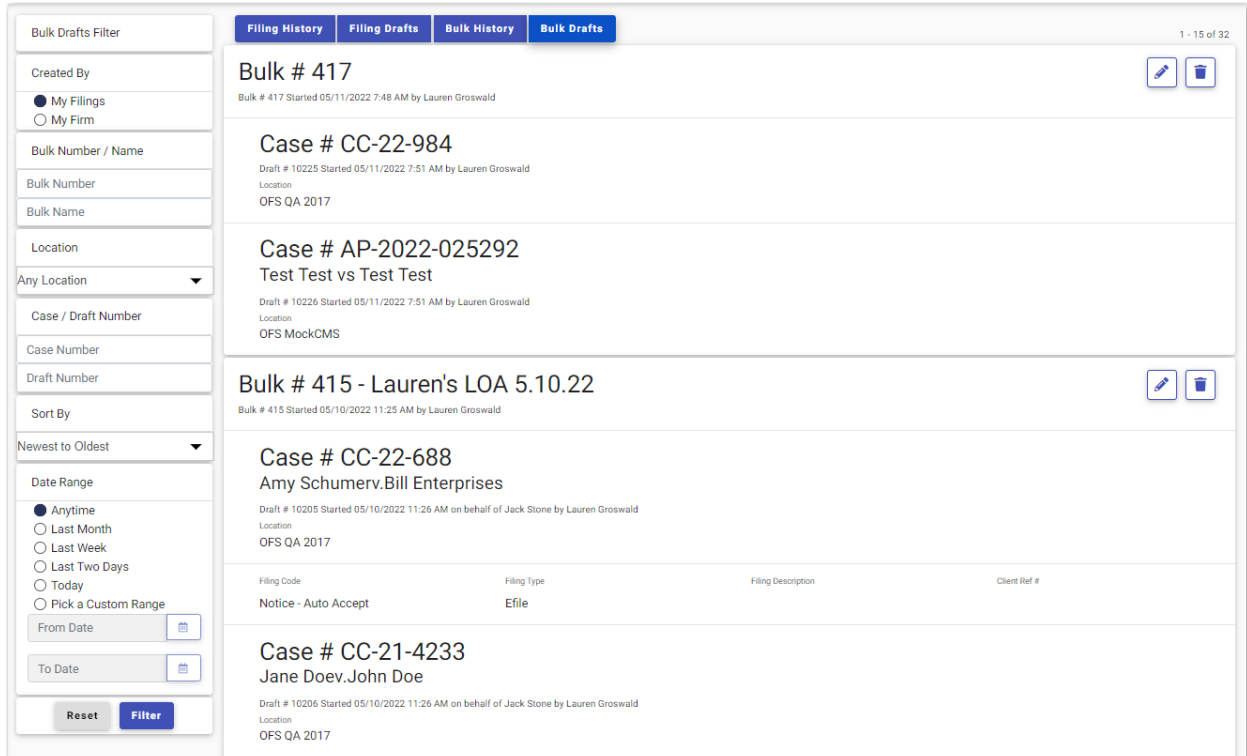 Bulk Drafts Filter
Created By
My Filings
My Firm
Bulk Number / Name
Bulk Number
Bulk Name
Location
Any Location
Case / Draft Number
Case Number
Draft Number
Sort By
Newest to Oldest
Date Range
Anytime
Last Month
Last Week
Last Two Days
Today
Pick a Custom Range
From Date
To Date
Reset Filter
Filing History Filing Drafts Bulk History Bulk Drafts
1 - 15 of 32
Bulk # 417
Bulk # 417 Started 05/11/2022 7:48 AM by Lauren Groswald
Case # CC-22-984
Draft # 10225 Started 05/11/2022 7:51 AM by Lauren Groswald
Location
OFS QA 2017
Case # AP-2022-025292
Test Test vs Test Test
Draft # 10226 Started 05/11/2022 7:51 AM by Lauren Groswald
Location
OFS MockCMS
Bulk # 415 - Lauren's LOA 5.10.22
Bulk # 415 Started 05/10/2022 11:25 AM by Lauren Groswald
Case # CC-22-688
Amy Schumerv.Bill Enterprises
Draft # 10205 Started 05/10/2022 11:26 AM on behalf of Jack Stone by Lauren Groswald
Location
OFS QA 2017
Filing Code Filing Type Filing Description Client Ref #
Notice - Auto Accept Efile
Case # CC-21-4233
Jane Doev.John Doe
Draft # 10206 Started 05/10/2022 11:26 AM on behalf of Jack Stone by Lauren Groswald
Location
OFS QA 2017